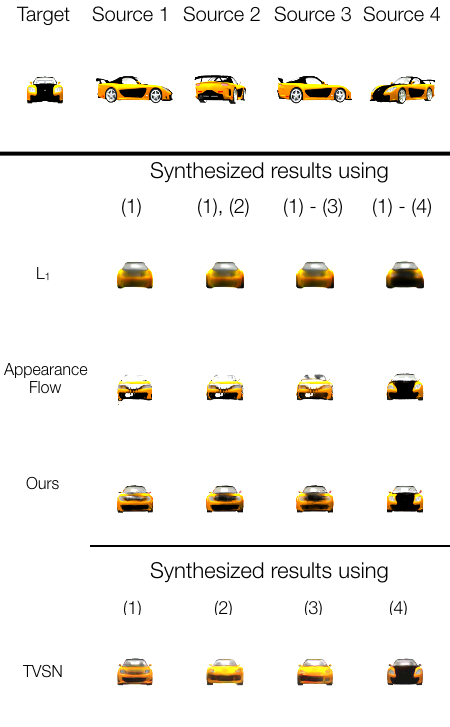 Target Source 1 Source 2 Source 3 Source 4
Synthesized results using
(1) (1), (2) (1) - (3) (1) - (4)
L₁
Appearance
Flow
Ours
Synthesized results using
(1) (2) (3) (4)
TVSN